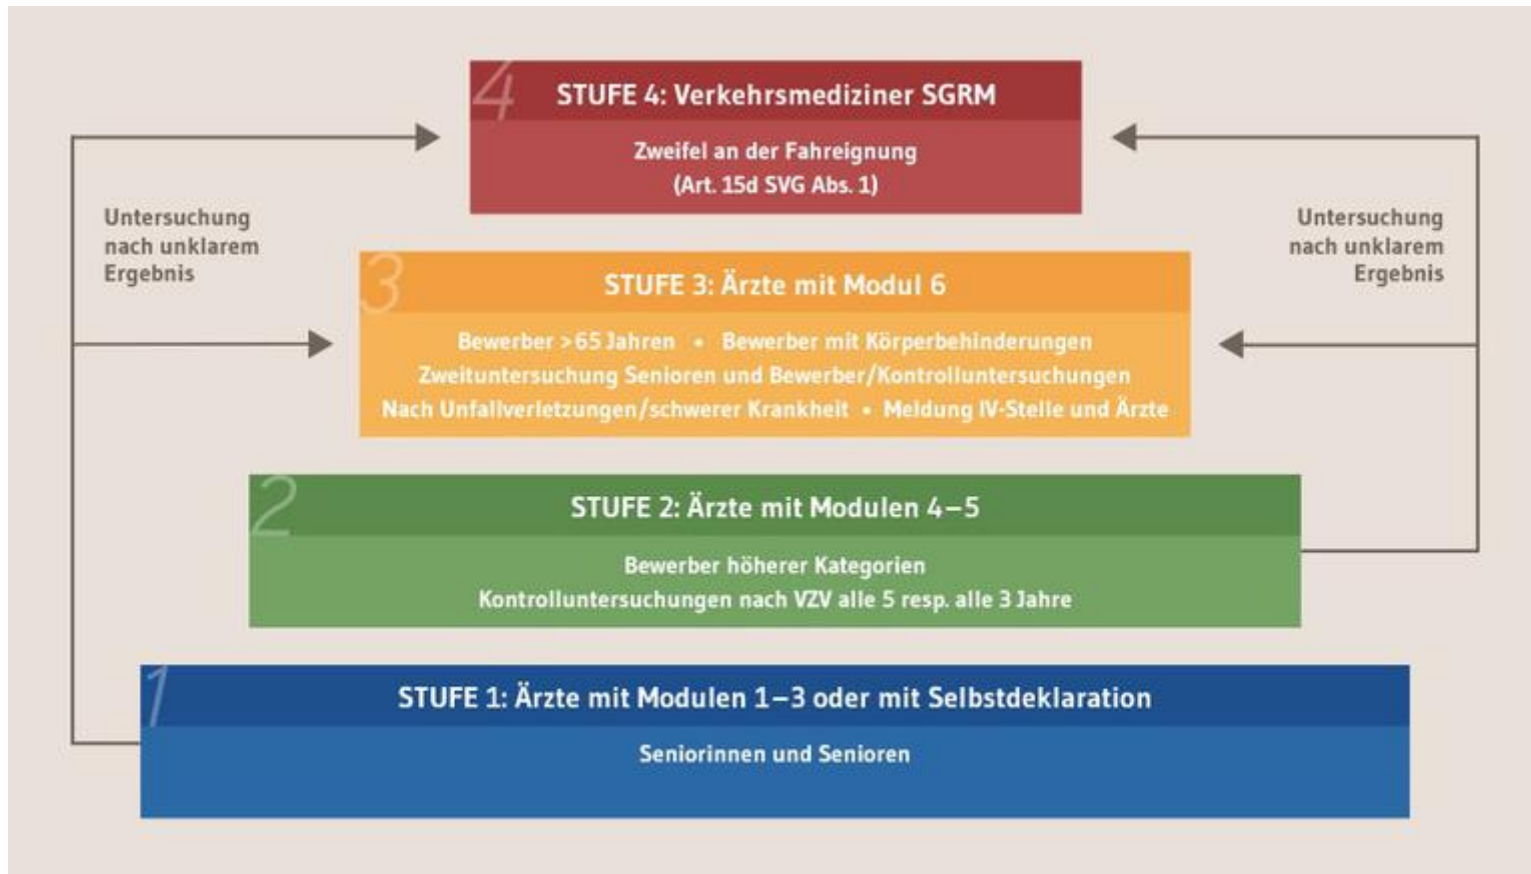 4
STUFE 4: Verkehrsmediziner SGRM
Zweifel an der Fahreignung
(Art. 15d SVG Abs. 1)
Untersuchung
nach unklarem
Ergebnis
Untersuchung
nach unklarem
Ergebnis
3
STUFE 3: Ärzte mit Modul 6
Bewerber >65 Jahren • Bewerber mit Körperbehinderungen
Zweituntersuchung Senioren und Bewerber/Kontrolluntersuchungen
Nach Unfallverletzungen/schwerer Krankheit • Meldung IV-Stelle und Ärzte
2
STUFE 2: Ärzte mit Modulen 4–5
Bewerber höherer Kategorien
Kontrolluntersuchungen nach VZV alle 5 resp. alle 3 Jahre
1
STUFE 1: Ärzte mit Modulen 1–3 oder mit Selbstdeklaration
Seniorinnen und Senioren